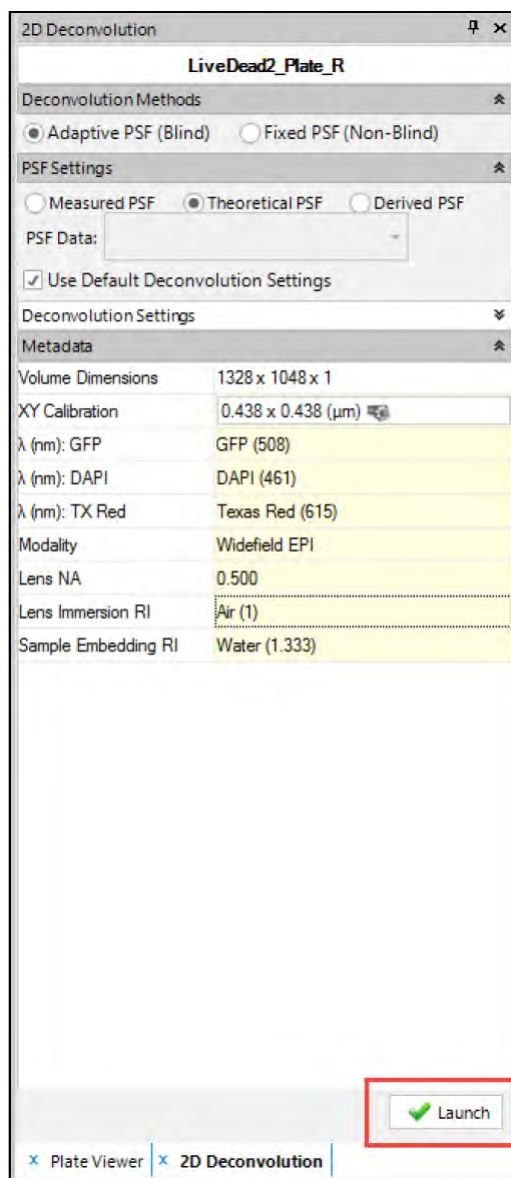 2D Deconvolution
LiveDead2_Plate_R
Deconvolution Methods
Adaptive PSF (Blind) Fixed PSF (Non-Blind)
PSF Settings
Measured PSF Theoretical PSF Derived PSF
PSF Data:
Use Default Deconvolution Settings
Deconvolution Settings
Metadata
Volume Dimensions 1328 x 1048 x 1
XY Calibration 0.438 x 0.438 (µm)
λ (nm): GFP GFP (508)
λ (nm): DAPI DAPI (461)
λ (nm): TX Red Texas Red (615)
Modality Widefield EPI
Lens NA 0.500
Lens Immersion RI Air (1)
Sample Embedding RI Water (1.333)
Launch
x Plate Viewer x 2D Deconvolution